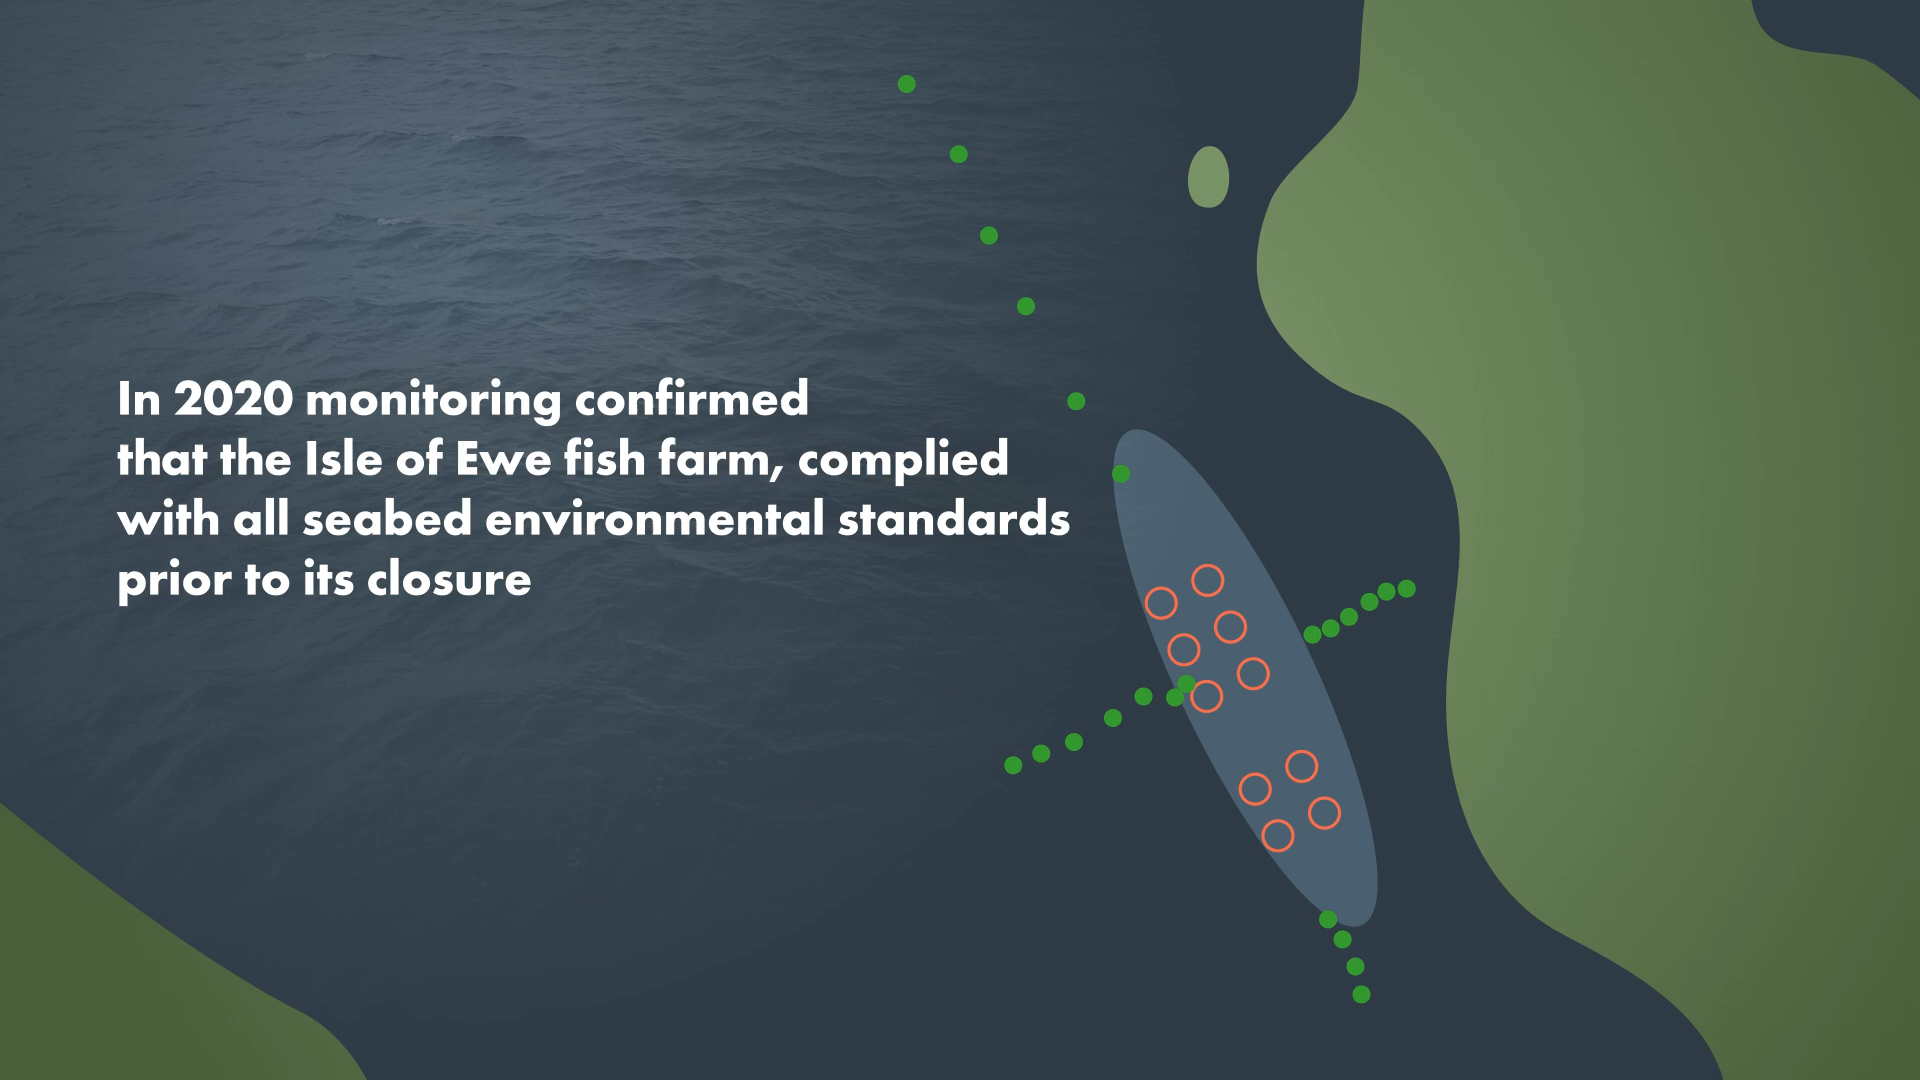 In 2020 monitoring confirmed
that the Isle of Ewe fish farm, complied
with all seabed environmental standards
prior to its closure